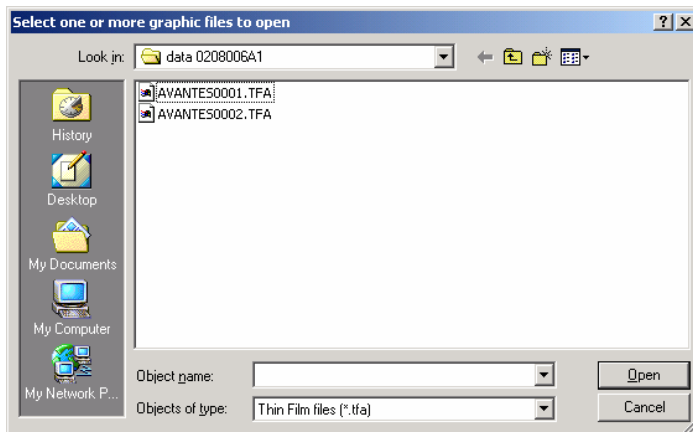 Select one or more graphic files to open
Look in: data 0208006A1
AVANTES0001.TFA
AVANTES0002.TFA
History
Desktop
My Documents
My Computer
My Network P...
Object name:
Open
Objects of type: Thin Film files (*.tfa)
Cancel